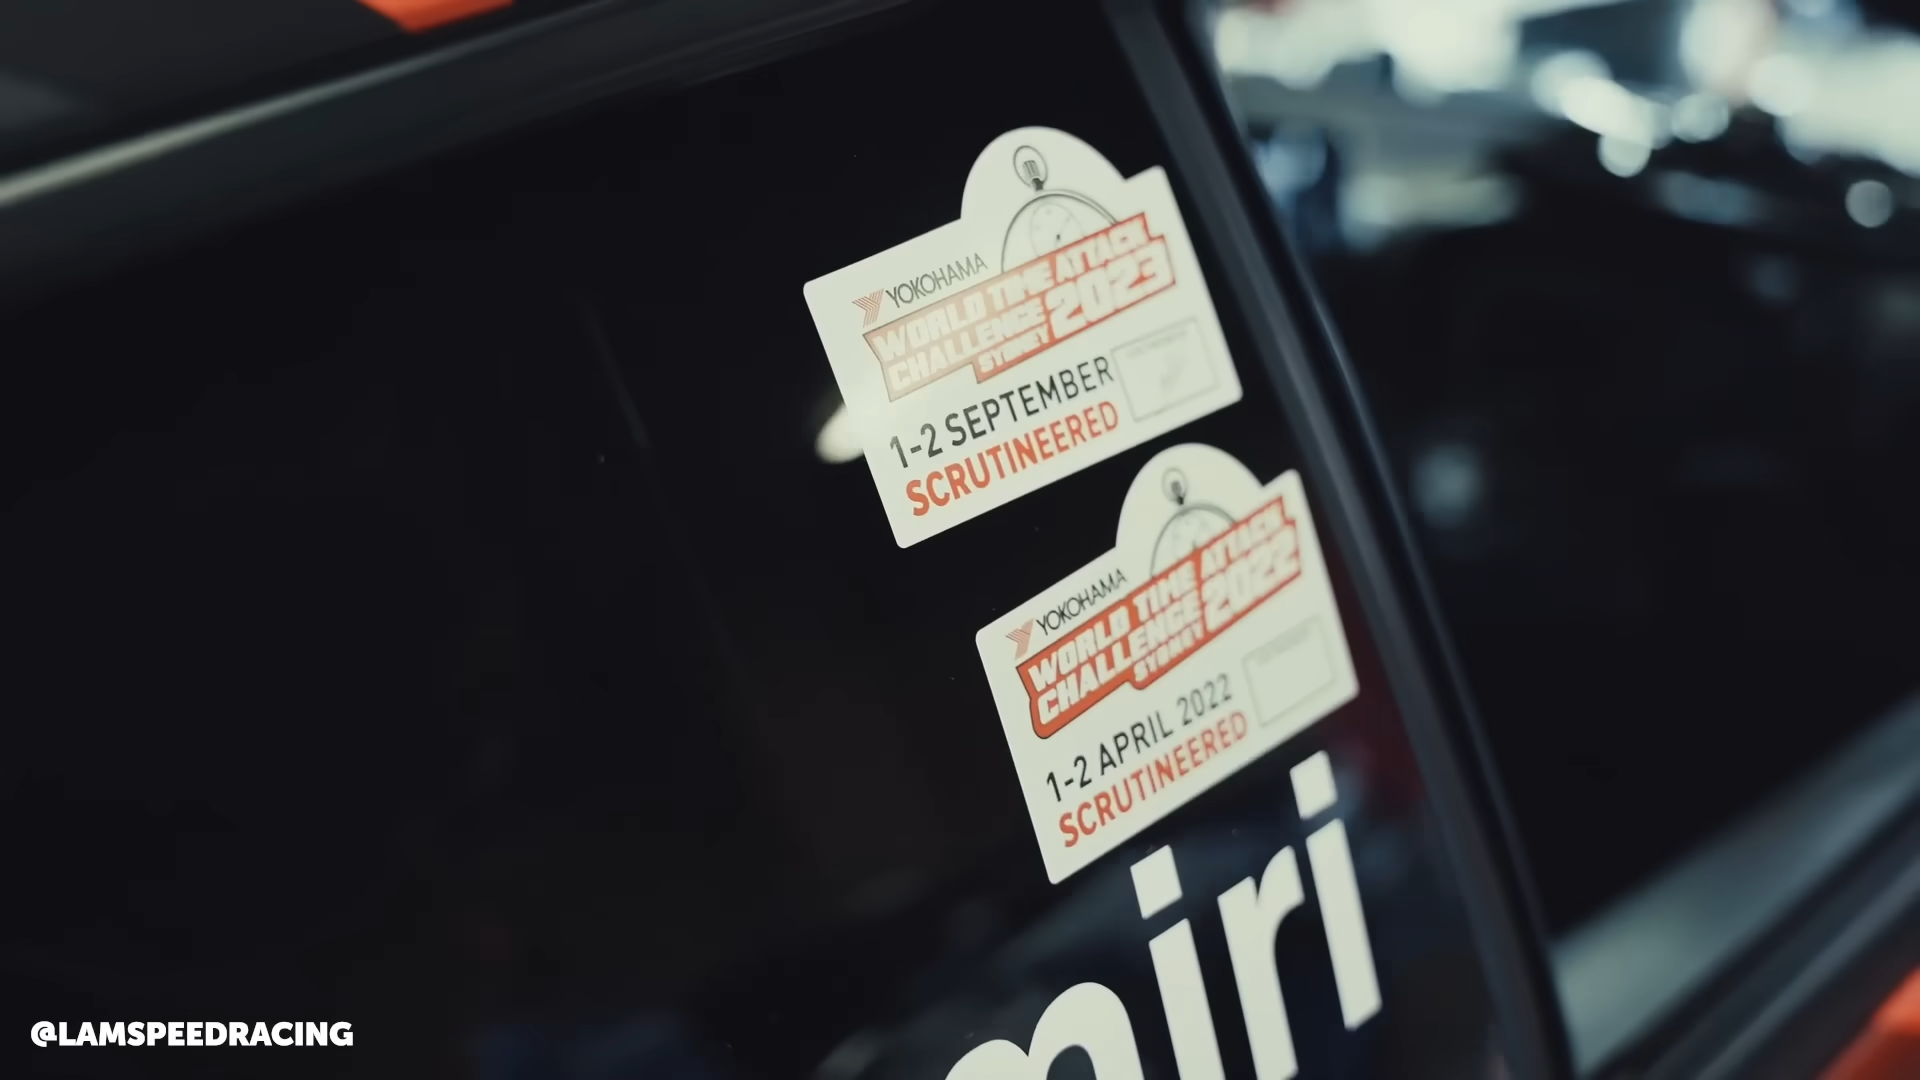 YOKOHAMA
WORLD TIME ATTACK
CHALLENGE 2023
SYDNEY
1-2 SEPTEMBER
SCRUTINEERED
YOKOHAMA
WORLD TIME ATTACK
CHALLENGE 2022
SYDNEY
1-2 APRIL 2022
SCRUTINEERED
miri
@LAMSPEEDRACING